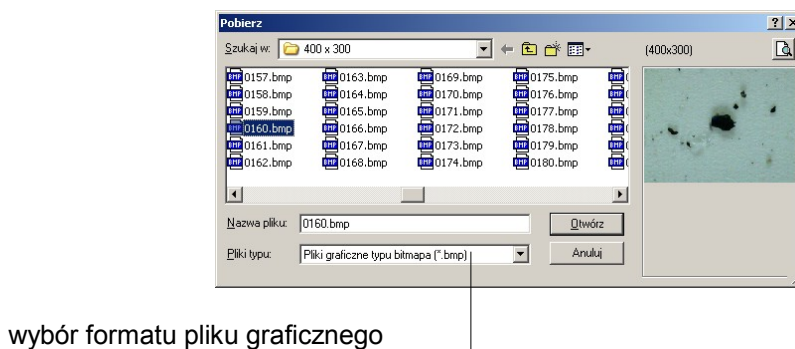 Pobierz
Szukaj w: 400 x 300 (400x300)
0157.bmp 0163.bmp 0169.bmp 0175.bmp
0158.bmp 0164.bmp 0170.bmp 0176.bmp
0159.bmp 0165.bmp 0171.bmp 0177.bmp
0160.bmp 0166.bmp 0172.bmp 0178.bmp
0161.bmp 0167.bmp 0173.bmp 0179.bmp
0162.bmp 0168.bmp 0174.bmp 0180.bmp
Nazwa pliku: 0160.bmp Otwórz
Pliki typu: Pliki graficzne typu bitmapa (*.bmp) Anuluj
wybór formatu pliku graficznego